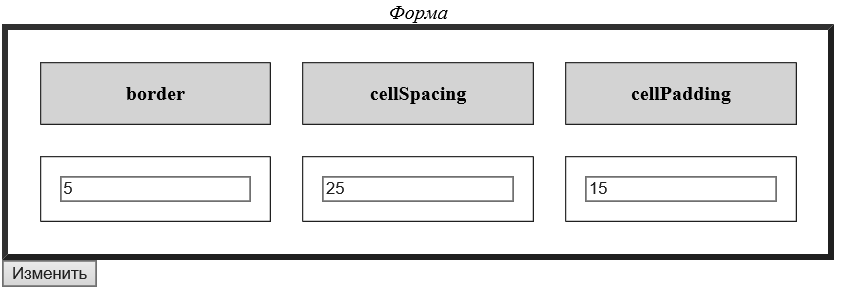 Форма
border cellSpacing cellPadding
5 25 15
Изменить